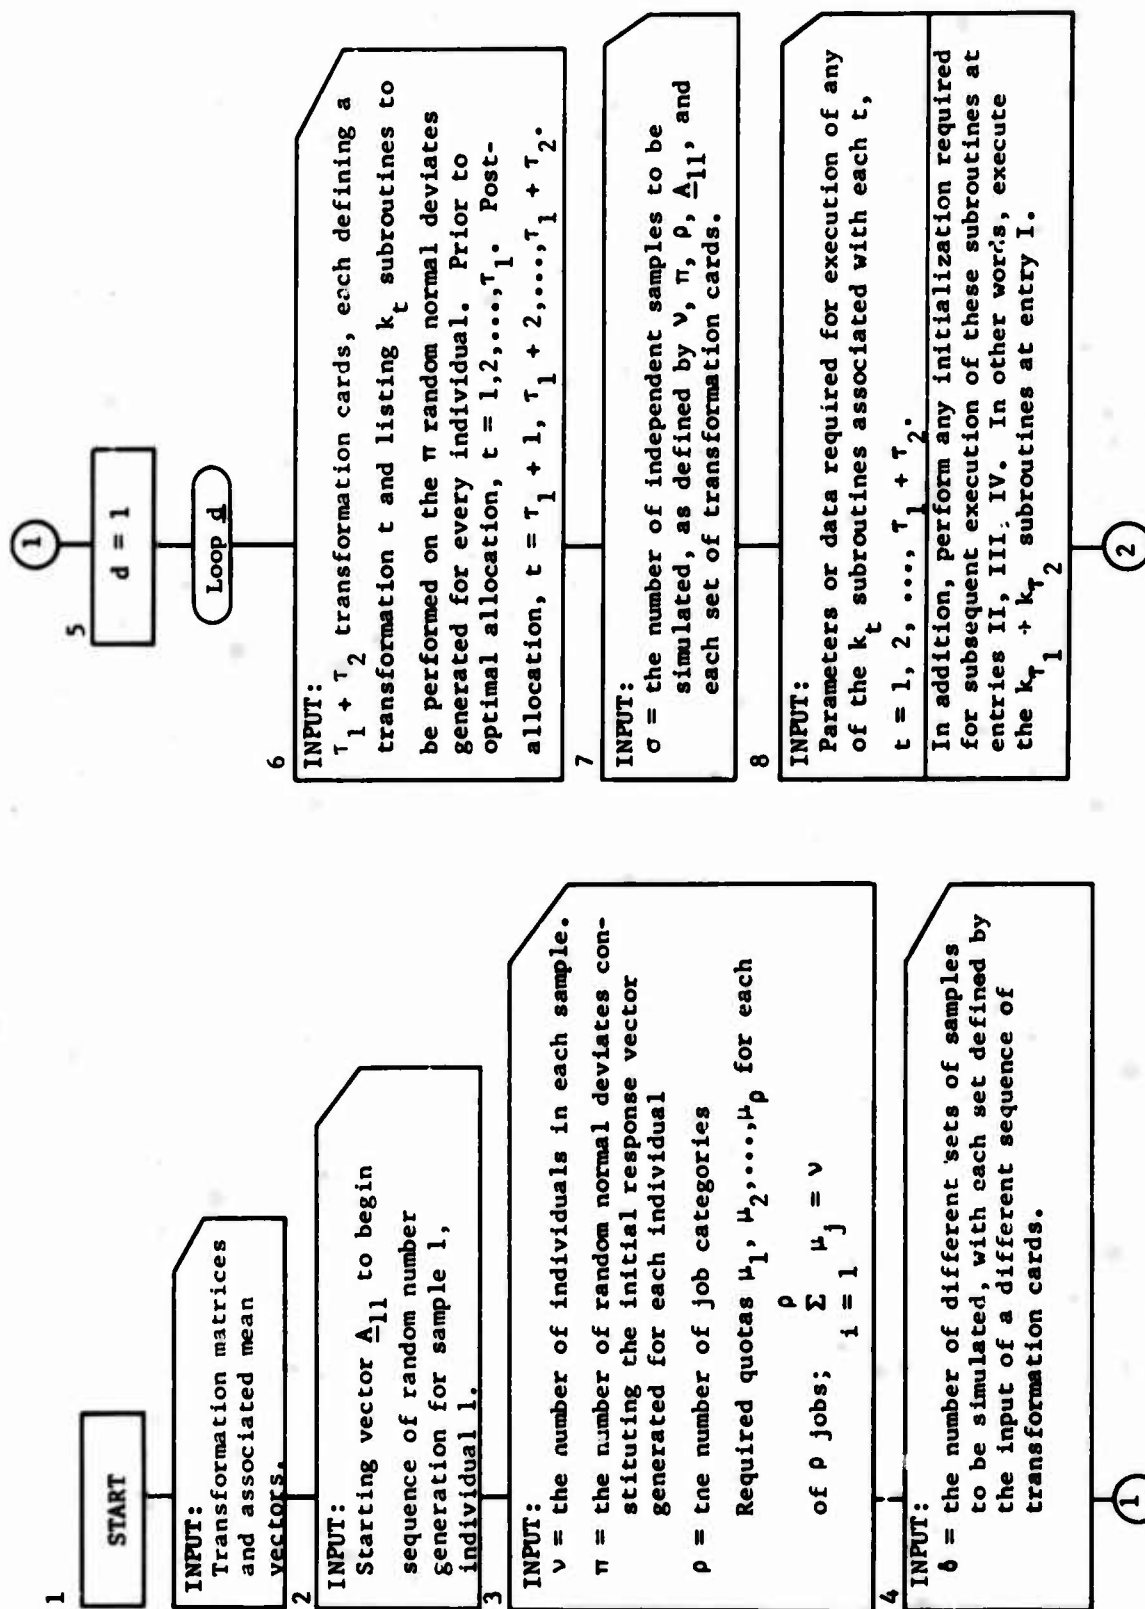 1
START
INPUT:
Transformation matrices
and associated mean
vectors.
2
INPUT:
Starting vector A11 to begin
sequence of random number
generation for sample 1,
individual 1.
3
INPUT:
ν = the number of individuals in each sample.
π = the number of random normal deviates con-
stituting the initial response vector
generated for each individual
ρ = tne number of job categories
Required quotas μ1, μ2,...,μρ for each
of ρ jobs; ρ Σ i = 1 μj = ν
4
INPUT:
δ = the number of different sets of samples
to be simulated, with each set defined by
the input of a different sequence of
transformation cards.
1
1
5
d = 1
Loop d
6
INPUT:
τ1 + τ2 transformation cards, each defining a
transformation t and listing kt subroutines to
be performed on the π random normal deviates
generated for every individual. Prior to
optimal allocation, t = 1,2,...,τ1. Post-
allocation, t = τ1 + 1, τ1 + 2,...,τ1 + τ2.
7
INPUT:
σ = the number of independent samples to be
simulated, as defined by ν, π, ρ, A11, and
each set of transformation cards.
8
INPUT:
Parameters or data required for execution of any
of the kt subroutines associated with each t,
t = 1, 2, ..., τ1 + τ2.
In addition, perform any initialization required
for subsequent execution of these subroutines at
entries II, III, IV. In other words, execute
the kτ1 + kτ2 subroutines at entry I.
2